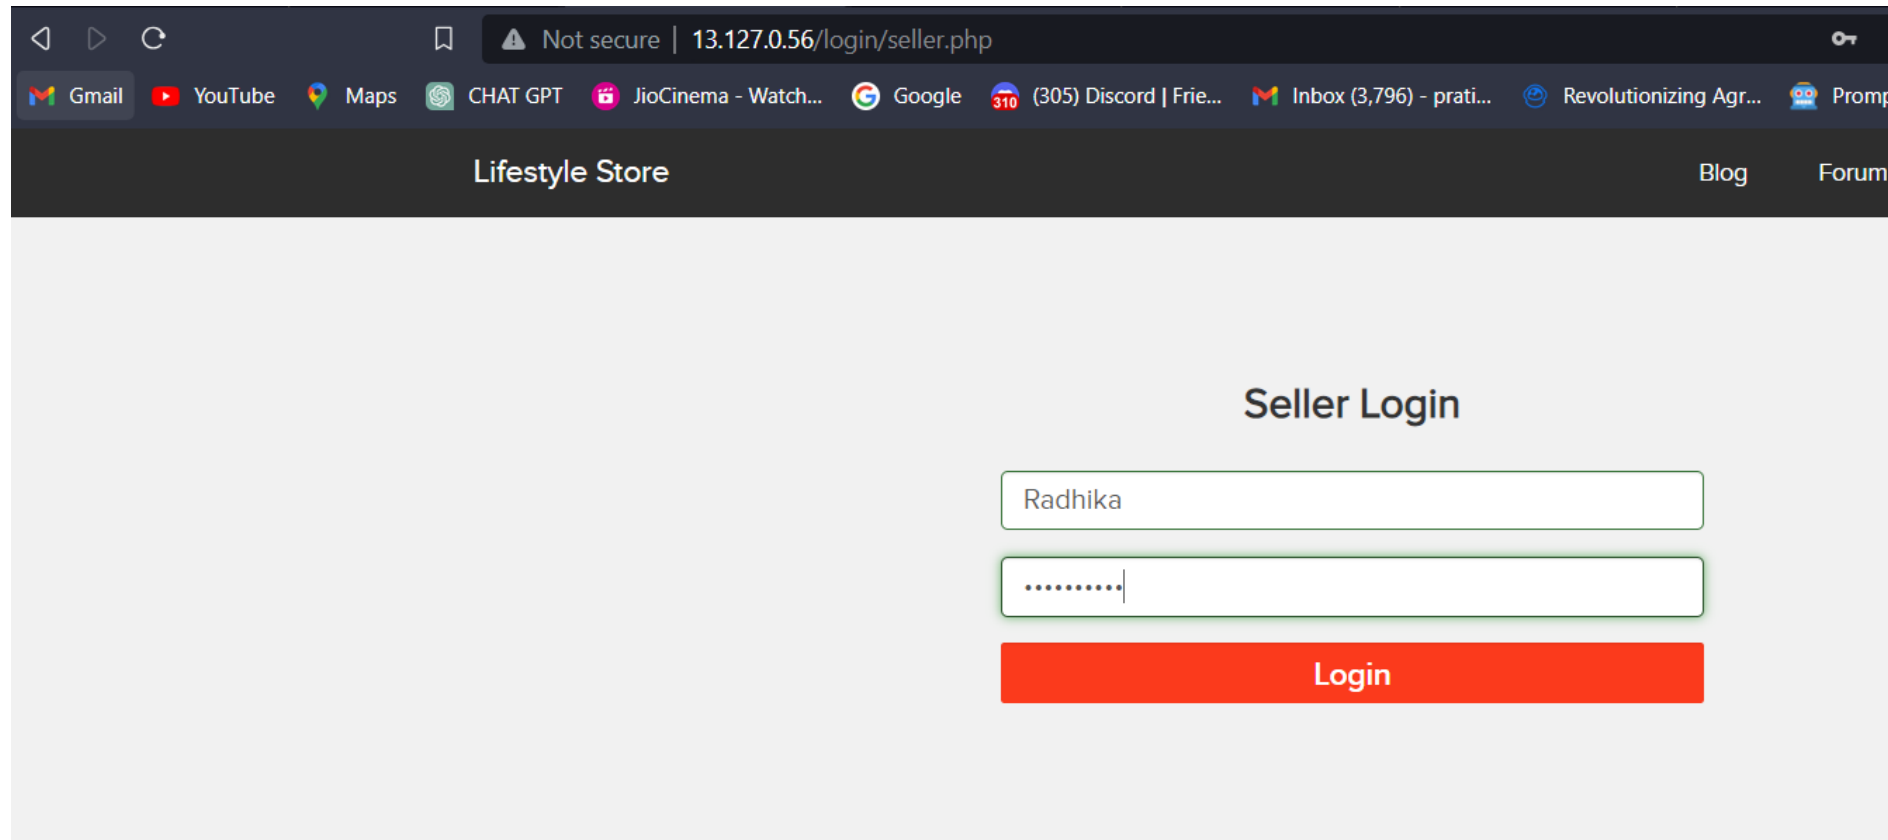 Not secure | 13.127.0.56/login/seller.php
Gmail YouTube Maps CHAT GPT JioCinema - Watch... Google 310 (305) Discord | Frie... Inbox (3,796) - prati... Revolutionizing Agr... Promp
Lifestyle Store Blog Forum
Seller Login
Radhika
••••••••••
Login